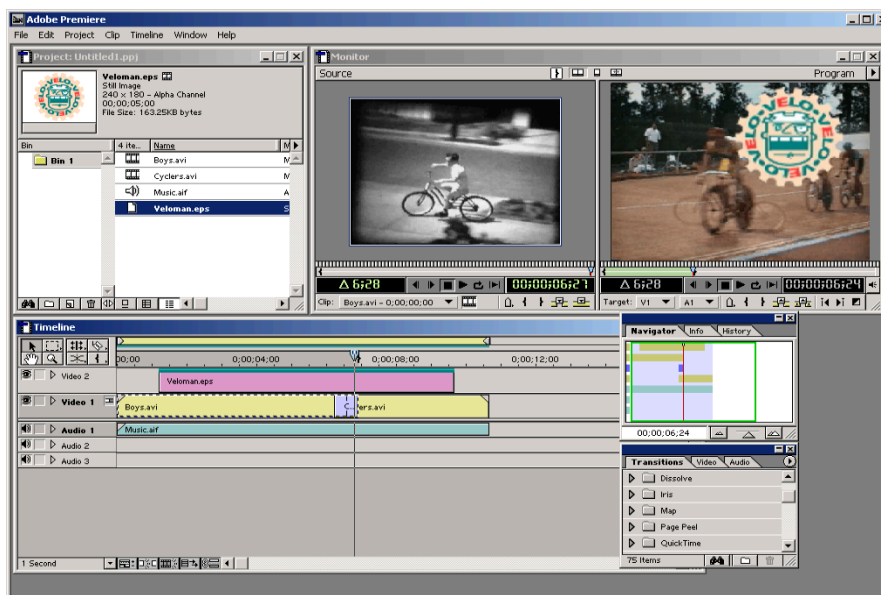 Adobe Premiere
File Edit Project Clip Timeline Window Help
Project: Untitled1.ppj
Veloman.eps
Still Image
240 × 180 - Alpha Channel
00;00;05;00
File Size: 163.25KB bytes
Bin
4 ite... Name M
Bin 1
Boys.avi M
Cyclers.avi M
Music.aif A
Veloman.eps S
Monitor
Source Program
VELO•VELO•VELO•VELO
Δ 6;28 00;00;06;27
Δ 6;28 00;00;06;24
Clip: Boys.avi - 0;00;00;00
Target: V1 A1
Timeline
00;00 0;00;04;00 0;00;08;00 0;00;12;00
Video 2 Veloman.eps
Video 1 Boys.avi C... ers.avi
Audio 1 Music.aif
Audio 2
Audio 3
1 Second
Navigator Info History
00;00;06;24
Transitions Video Audio
Dissolve
Iris
Map
Page Peel
QuickTime
75 Items